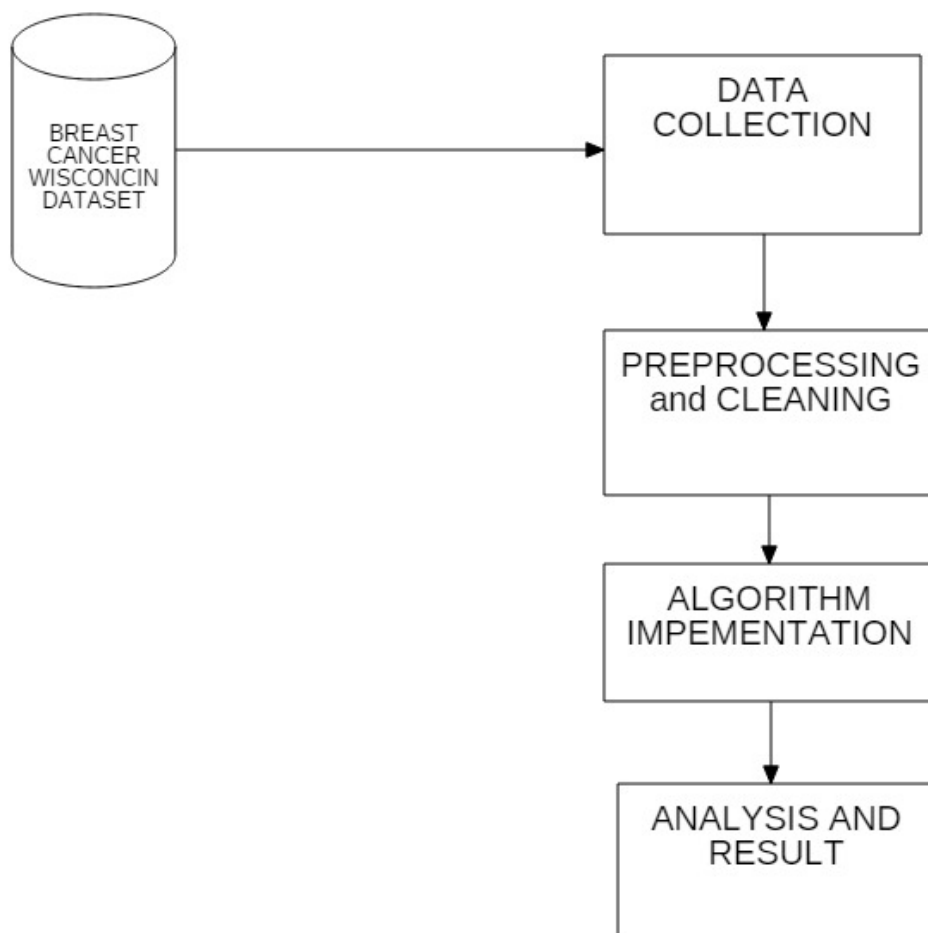 BREAST
CANCER
WISCONCIN
DATASET
DATA
COLLECTION
PREPROCESSING
and CLEANING
ALGORITHM
IMPEMENTATION
ANALYSIS AND
RESULT